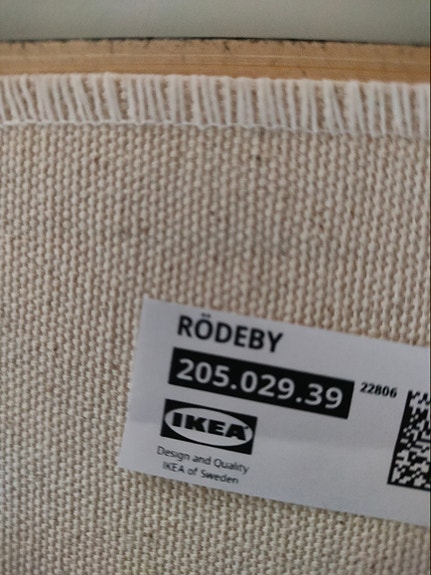 RÖDEBY
205.029.39 22806
IKEA
Design and Quality
IKEA of Sweden